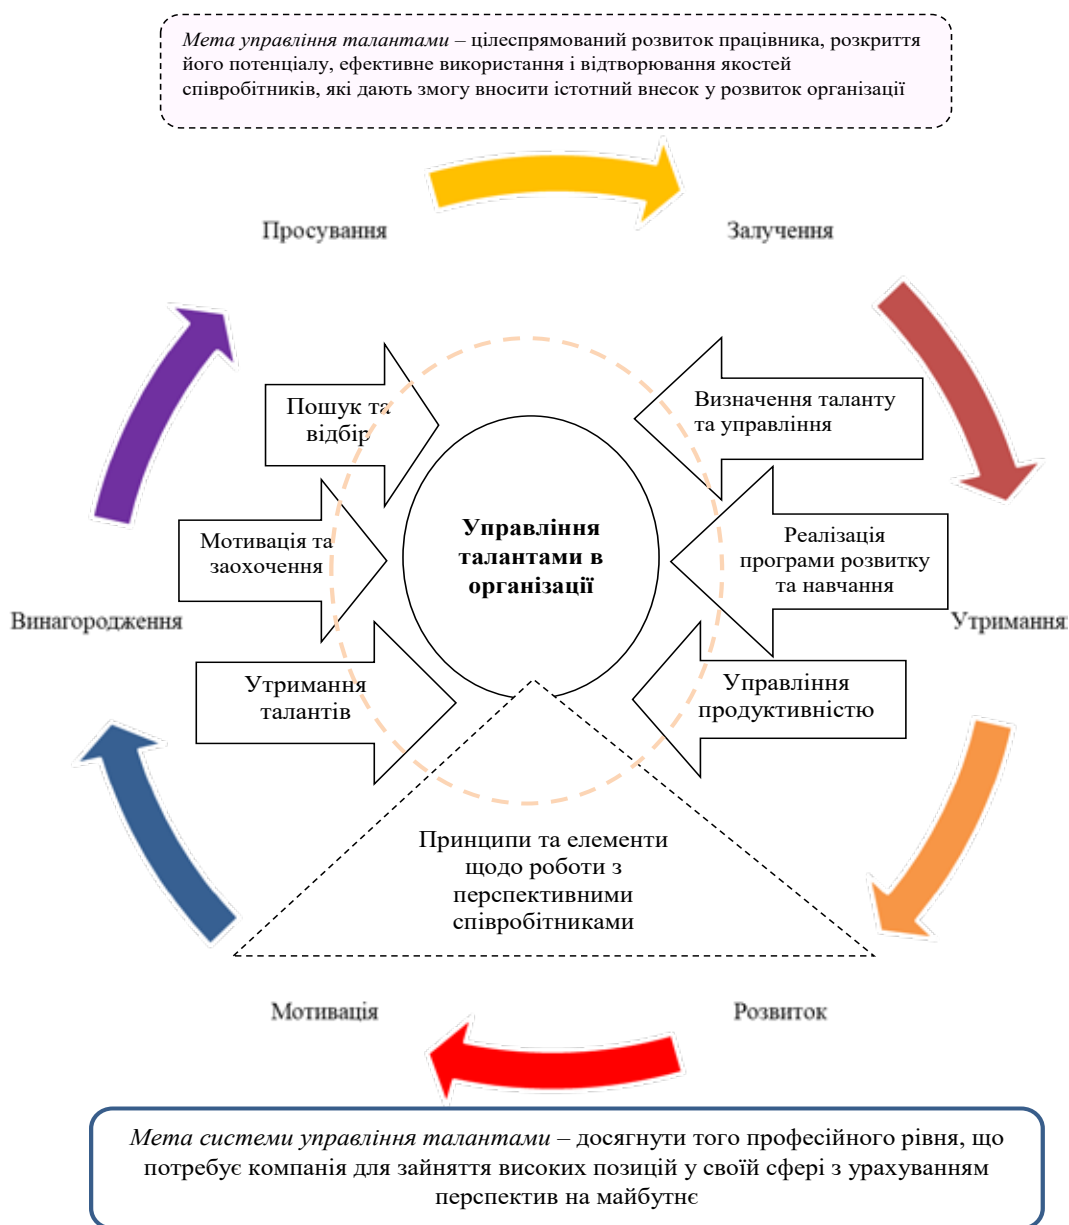 Мета управління талантами – цілеспрямований розвиток працівника, розкриття
його потенціалу, ефективне використання і відтворювання якостей
співробітників, які дають змогу вносити істотний внесок у розвиток організації
Просування
Залучення
Пошук та
відбір
Визначення таланту
та управління
Управління
талантами в
організації
Мотивація та
заохочення
Реалізація
програми розвитку
та навчання
Винагородження
Утримання
Утримання
талантів
Управління
продуктивністю
Принципи та елементи
щодо роботи з
перспективними
співробітниками
Мотивація
Розвиток
Мета системи управління талантами – досягнути того професійного рівня, що
потребує компанія для зайняття високих позицій у своїй сфері з урахуванням
перспектив на майбутнє